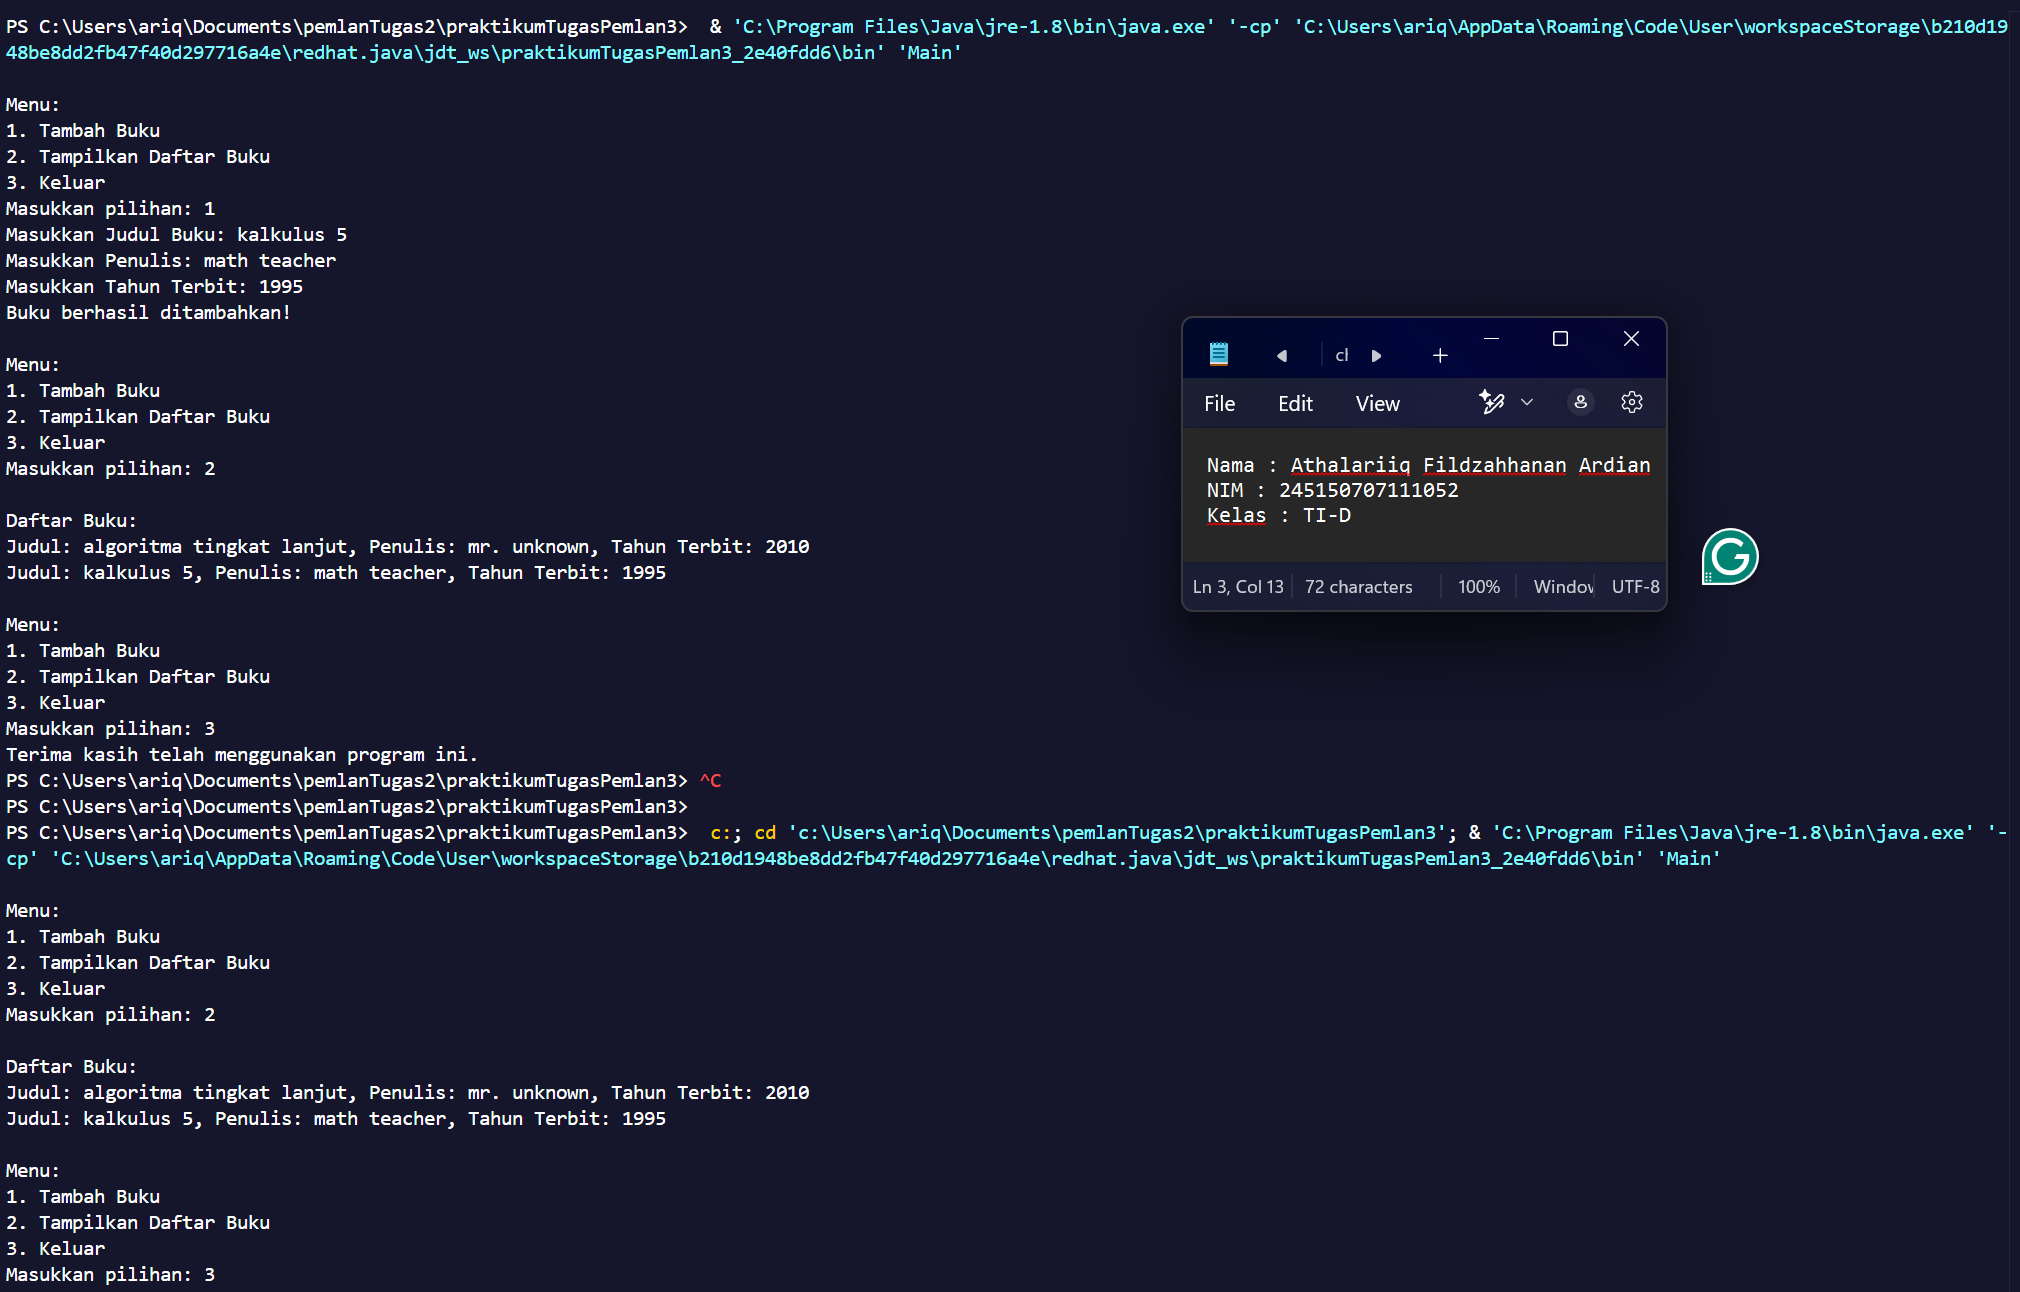 PS C:\Users\ariq\Documents\pemlanTugas2\praktikumTugasPemlan3>  & 'C:\Program Files\Java\jre-1.8\bin\java.exe' '-cp' 'C:\Users\ariq\AppData\Roaming\Code\User\workspaceStorage\b210d19
48be8dd2fb47f40d297716a4e\redhat.java\jdt_ws\praktikumTugasPemlan3_2e40fdd6\bin' 'Main'
Menu:
1. Tambah Buku
2. Tampilkan Daftar Buku
3. Keluar
Masukkan pilihan: 1
Masukkan Judul Buku: kalkulus 5
Masukkan Penulis: math teacher
Masukkan Tahun Terbit: 1995
Buku berhasil ditambahkan!
Menu:
1. Tambah Buku
2. Tampilkan Daftar Buku
3. Keluar
Masukkan pilihan: 2
Daftar Buku:
Judul: algoritma tingkat lanjut, Penulis: mr. unknown, Tahun Terbit: 2010
Judul: kalkulus 5, Penulis: math teacher, Tahun Terbit: 1995
Menu:
1. Tambah Buku
2. Tampilkan Daftar Buku
3. Keluar
Masukkan pilihan: 3
Terima kasih telah menggunakan program ini.
PS C:\Users\ariq\Documents\pemlanTugas2\praktikumTugasPemlan3> ^C
PS C:\Users\ariq\Documents\pemlanTugas2\praktikumTugasPemlan3>
PS C:\Users\ariq\Documents\pemlanTugas2\praktikumTugasPemlan3>  c:; cd 'c:\Users\ariq\Documents\pemlanTugas2\praktikumTugasPemlan3'; & 'C:\Program Files\Java\jre-1.8\bin\java.exe' '-
cp' 'C:\Users\ariq\AppData\Roaming\Code\User\workspaceStorage\b210d1948be8dd2fb47f40d297716a4e\redhat.java\jdt_ws\praktikumTugasPemlan3_2e40fdd6\bin' 'Main'
Menu:
1. Tambah Buku
2. Tampilkan Daftar Buku
3. Keluar
Masukkan pilihan: 2
Daftar Buku:
Judul: algoritma tingkat lanjut, Penulis: mr. unknown, Tahun Terbit: 2010
Judul: kalkulus 5, Penulis: math teacher, Tahun Terbit: 1995
Menu:
1. Tambah Buku
2. Tampilkan Daftar Buku
3. Keluar
Masukkan pilihan: 3
File Edit View
Nama : Athalariiq Fildzahhanan Ardian
NIM : 245150707111052
Kelas : TI-D
Ln 3, Col 13 72 characters 100% Window UTF-8
G